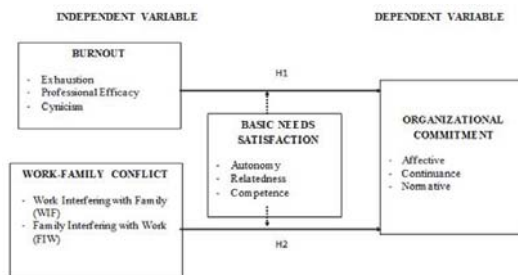 INDEPENDENT VARIABLE
DEPENDENT VARIABLE
BURNOUT
- Exhaustion
- Professional Efficacy
- Cynicism
H1
BASIC NEEDS
SATISFACTION
- Autonomy
- Relatedness
- Competence
ORGANIZATIONAL
COMMITMENT
- Affective
- Continuance
- Normative
WORK-FAMILY CONFLICT
- Work Interfering with Family
(WIF)
- Family Interfering with Work
(FIW)
H2